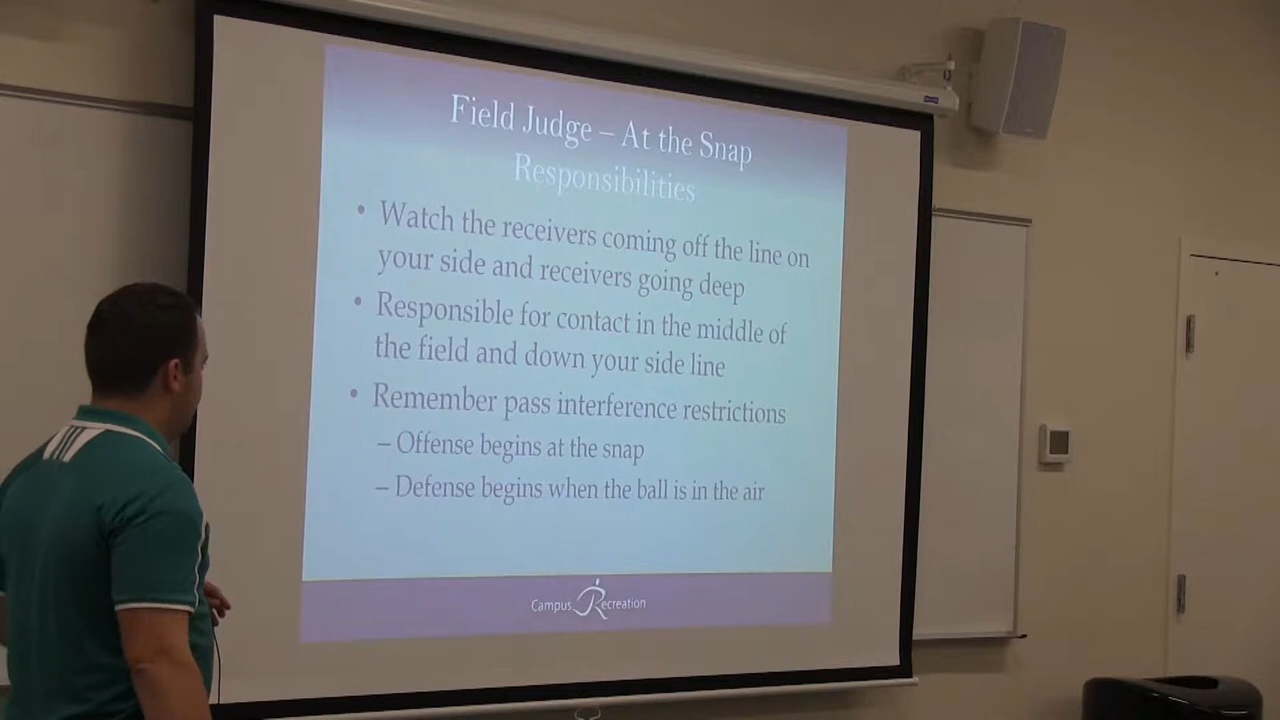 Field Judge – At the Snap
Responsibilities
• Watch the receivers coming off the line on
your side and receivers going deep
• Responsible for contact in the middle of
the field and down your side line
• Remember pass interference restrictions
– Offense begins at the snap
– Defense begins when the ball is in the air
Campus Recreation